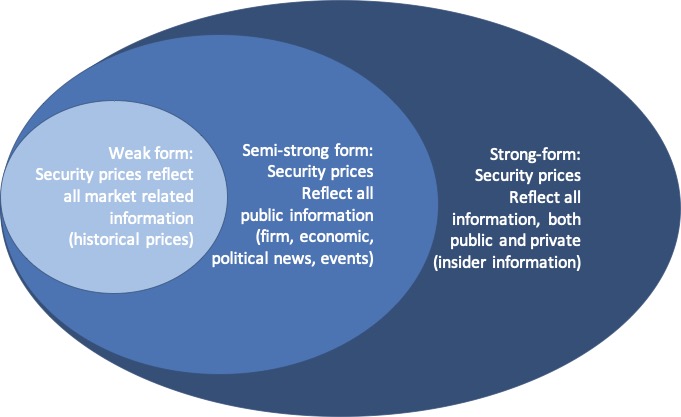 Weak form:
Security prices reflect
all market related
information
(historical prices)
Semi-strong form:
Security prices
Reflect all
public information
(firm, economic,
political news, events)
Strong-form:
Security prices
Reflect all
information, both
public and private
(insider information)